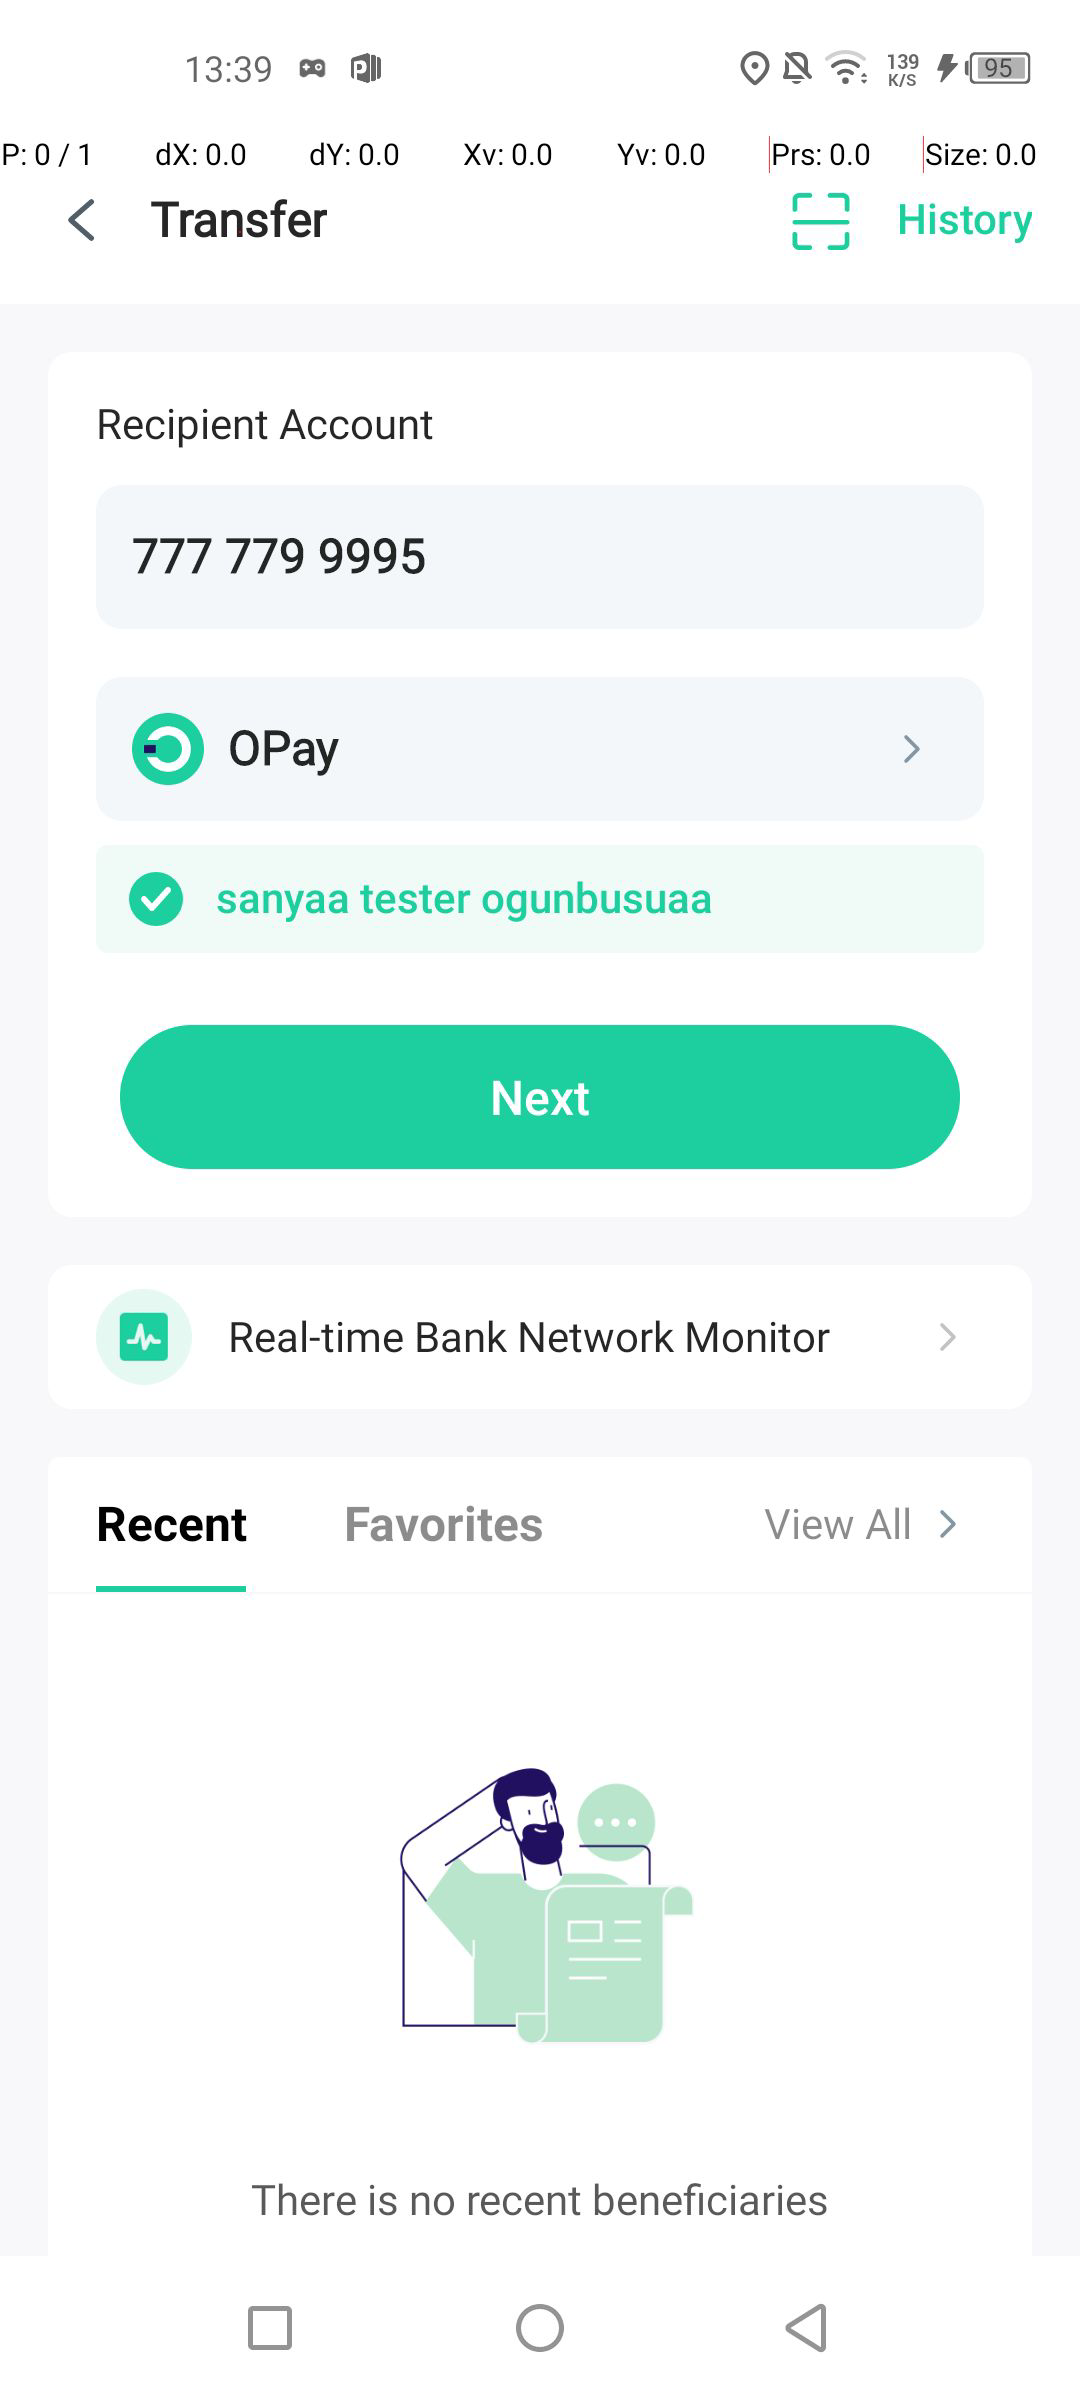 13:39
139
K/S
95
P: 0 / 1 dX: 0.0 dY: 0.0 Xv: 0.0 Yv: 0.0 Prs: 0.0 Size: 0.0
Transfer History
Recipient Account
777 779 9995
OPay
sanyaa tester ogunbusuaa
Next
Real-time Bank Network Monitor
Recent Favorites View All
There is no recent beneficiaries